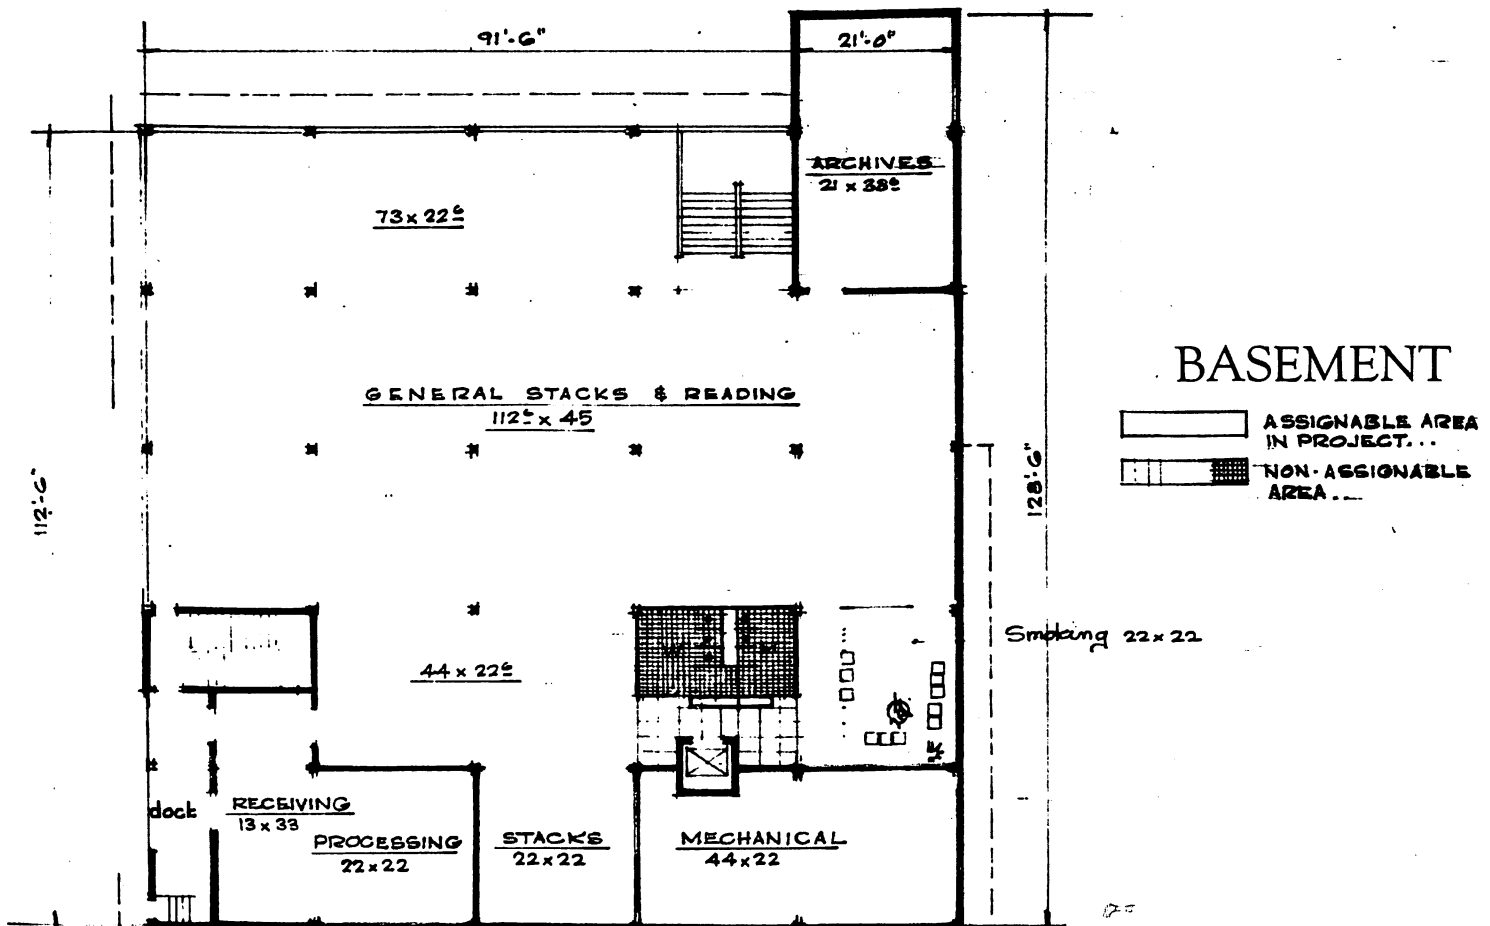 91'-6"
21'-0"
ARCHIVES
21 x 38⁶
73 x 22⁶
GENERAL STACKS & READING
112⁶ x 45
BASEMENT
ASSIGNABLE AREA
IN PROJECT...
NON-ASSIGNABLE
AREA...
112'-6"
128'-6"
Smoking 22x22
44 x 22⁶
dock
RECEIVING
13 x 33
PROCESSING
22 x 22
STACKS
22 x 22
MECHANICAL
44 x 22